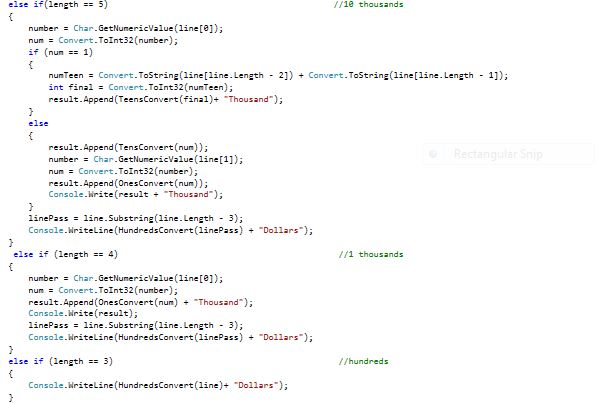 else if(length == 5) //10 thousands
{
number = Char.GetNumericValue(line[0]);
num = Convert.ToInt32(number);
if (num == 1)
{
numTeen = Convert.ToString(line[line.Length - 2]) + Convert.ToString(line[line.Length - 1]);
int final = Convert.ToInt32(numTeen);
result.Append(TeensConvert(final)+ "Thousand");
}
else
{
result.Append(TensConvert(num));
number = Char.GetNumericValue(line[1]);
Rectangular Snip
num = Convert.ToInt32(number);
result.Append(OnesConvert(num));
Console.Write(result + "Thousand");
}
linePass = line.Substring(line.Length - 3);
Console.WriteLine(HundredsConvert(linePass) + "Dollars");
}
else if (length == 4) //1 thousands
{
number = Char.GetNumericValue(line[0]);
num = Convert.ToInt32(number);
result.Append(OnesConvert(num) + "Thousand");
Console.Write(result);
linePass = line.Substring(line.Length - 3);
Console.WriteLine(HundredsConvert(linePass) + "Dollars");
}
else if (length == 3) //hundreds
{
Console.WriteLine(HundredsConvert(line)+ "Dollars");
}